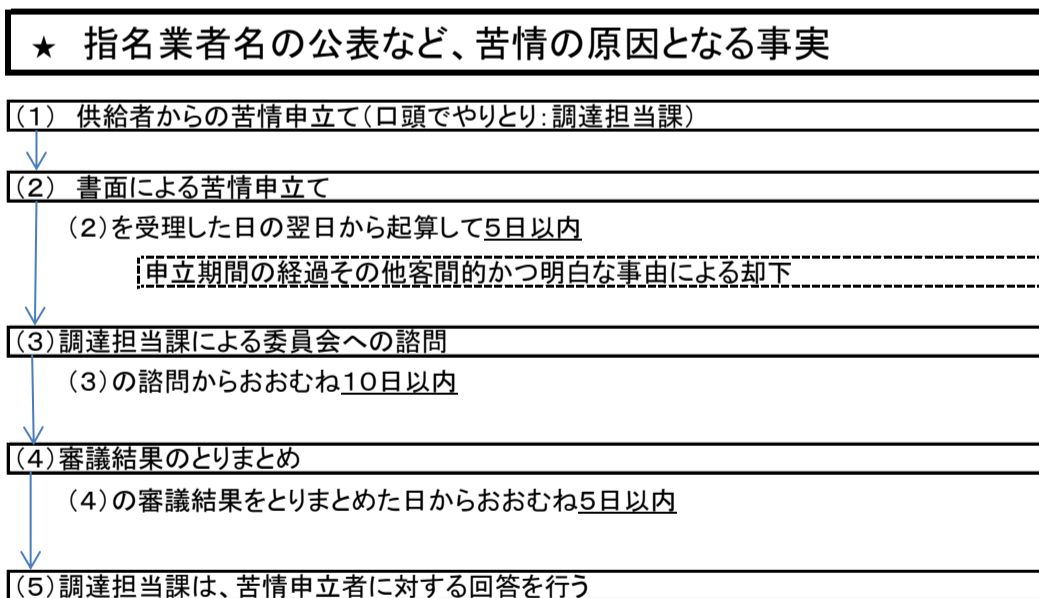 ★ 指名業者名の公表など、苦情の原因となる事実
(1) 供給者からの苦情申立て(口頭でやりとり:調達担当課)
(2) 書面による苦情申立て
(2)を受理した日の翌日から起算して5日以内
申立期間の経過その他客間的かつ明白な事由による却下
(3)調達担当課による委員会への諮問
(3)の諮問からおおむね10日以内
(4)審議結果のとりまとめ
(4)の審議結果をとりまとめた日からおおむね5日以内
(5)調達担当課は、苦情申立者に対する回答を行う